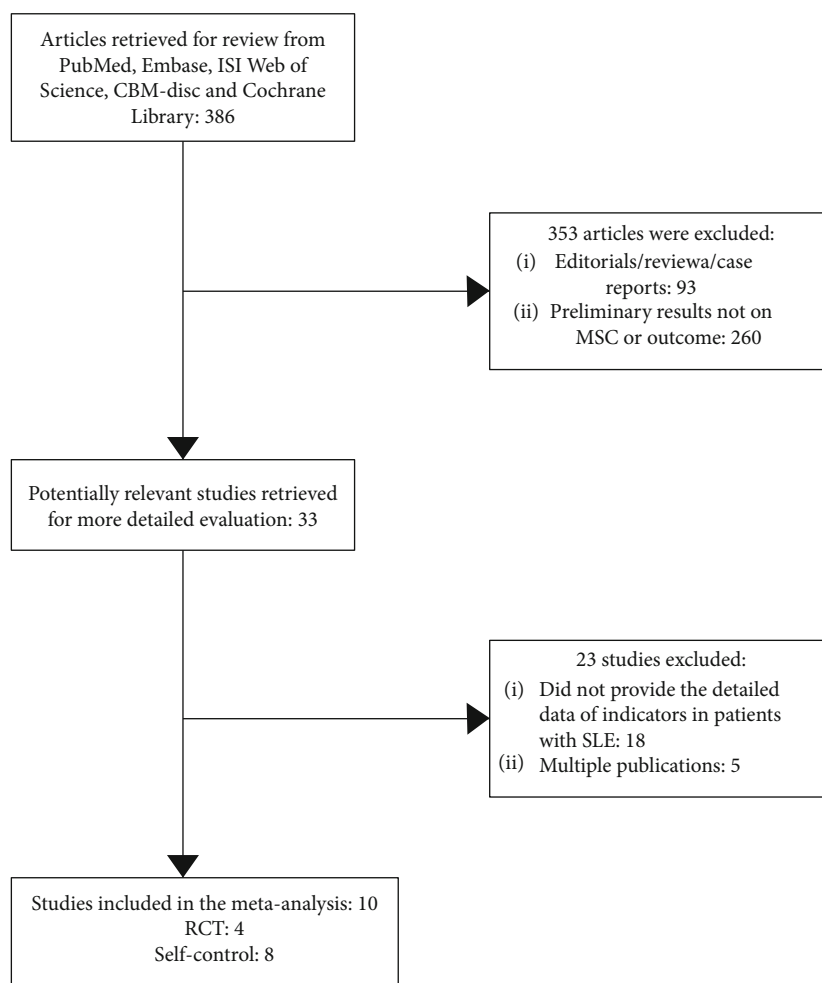 Articles retrieved for review from
PubMed, Embase, ISI Web of
Science, CBM-disc and Cochrane
Library: 386
353 articles were excluded:
(i) Editorials/reviewa/case
reports: 93
(ii) Preliminary results not on
MSC or outcome: 260
Potentially relevant studies retrieved
for more detailed evaluation: 33
23 studies excluded:
(i) Did not provide the detailed
data of indicators in patients
with SLE: 18
(ii) Multiple publications: 5
Studies included in the meta-analysis: 10
RCT: 4
Self-control: 8